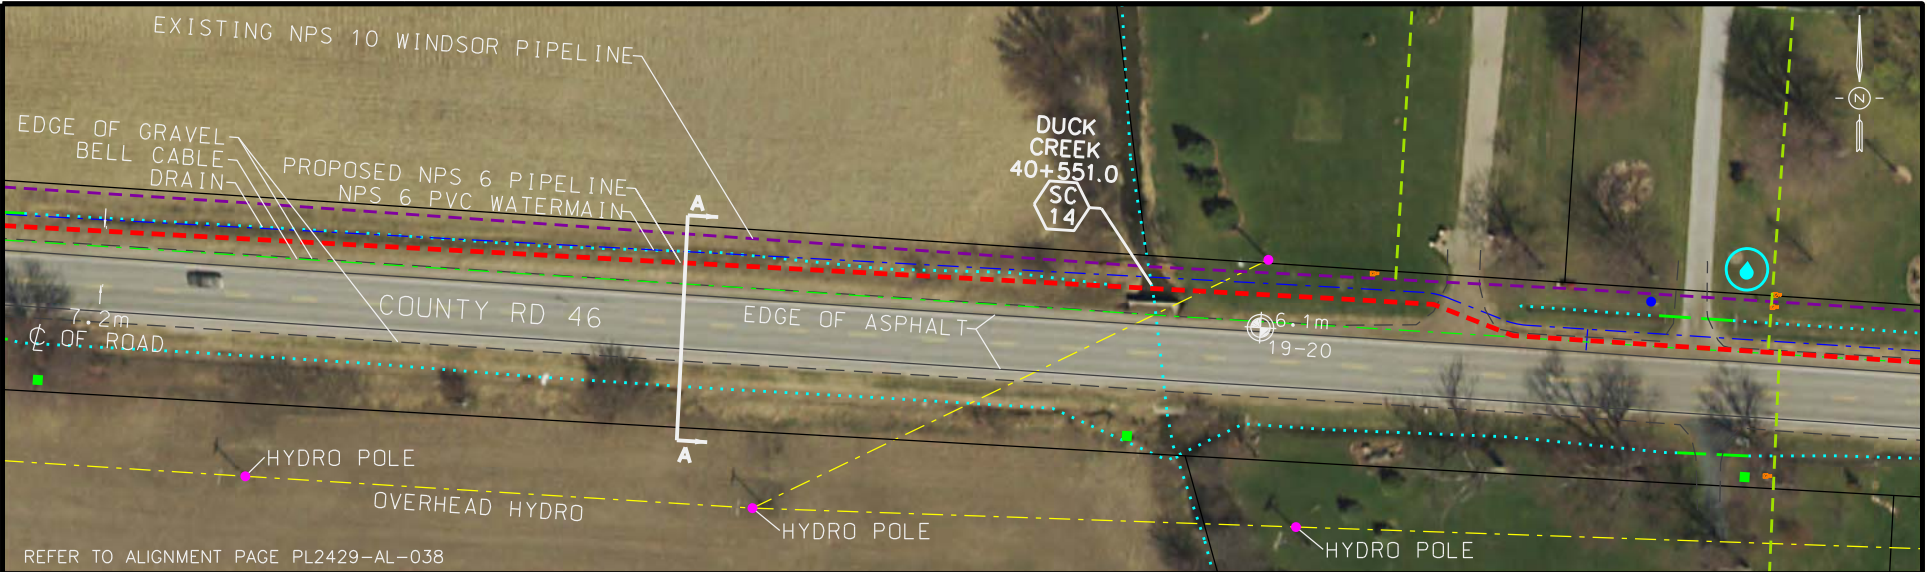 EXISTING NPS 10 WINDSOR PIPELINE
EDGE OF GRAVEL
BELL CABLE
DRAIN
PROPOSED NPS 6 PIPELINE
NPS 6 PVC WATERMAIN
A
DUCK
CREEK
40+551.0
SC
14
N
7.2m
℄ OF ROAD
COUNTY RD 46
EDGE OF ASPHALT
6.1m
19-20
A
HYDRO POLE
OVERHEAD HYDRO
HYDRO POLE
HYDRO POLE
REFER TO ALIGNMENT PAGE PL2429-AL-038